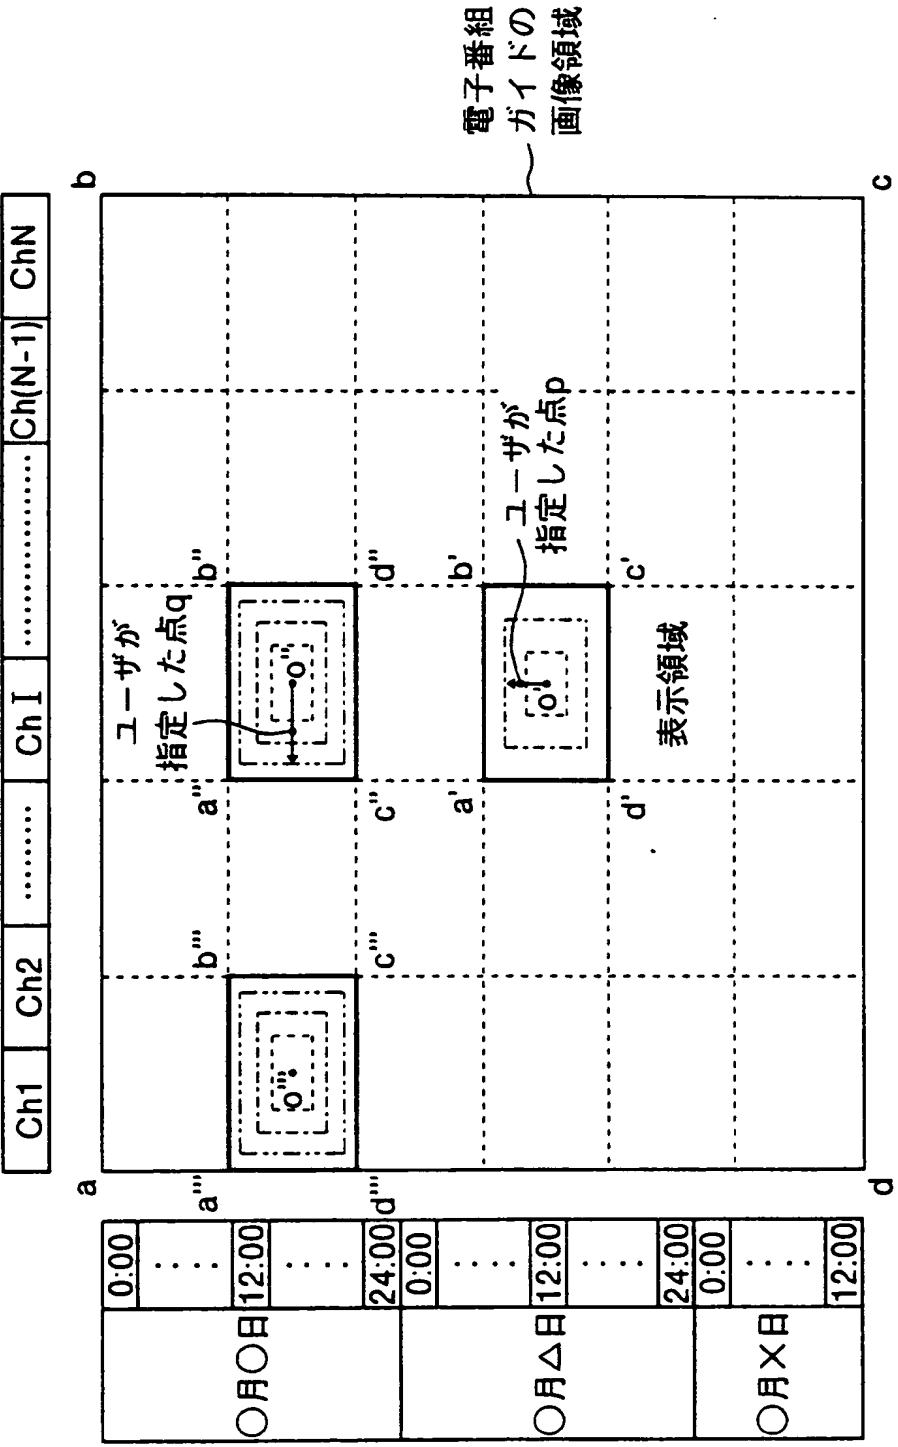 Ch1 Ch2 ········ Ch I ·············· Ch(N-1) ChN
a b
○月○日
0:00
·····
12:00
·····
24:00
○月△日
0:00
·····
12:00
·····
24:00
○月×日
0:00
·····
12:00
ユーザが
指定した点q
a''' b''' a'' b''
o''' o''
d''' c''' c'' d''
電子番組
ガイドの
画像領域
ユーザが
指定した点p
a' b'
o'
d' c'
表示領域
d c